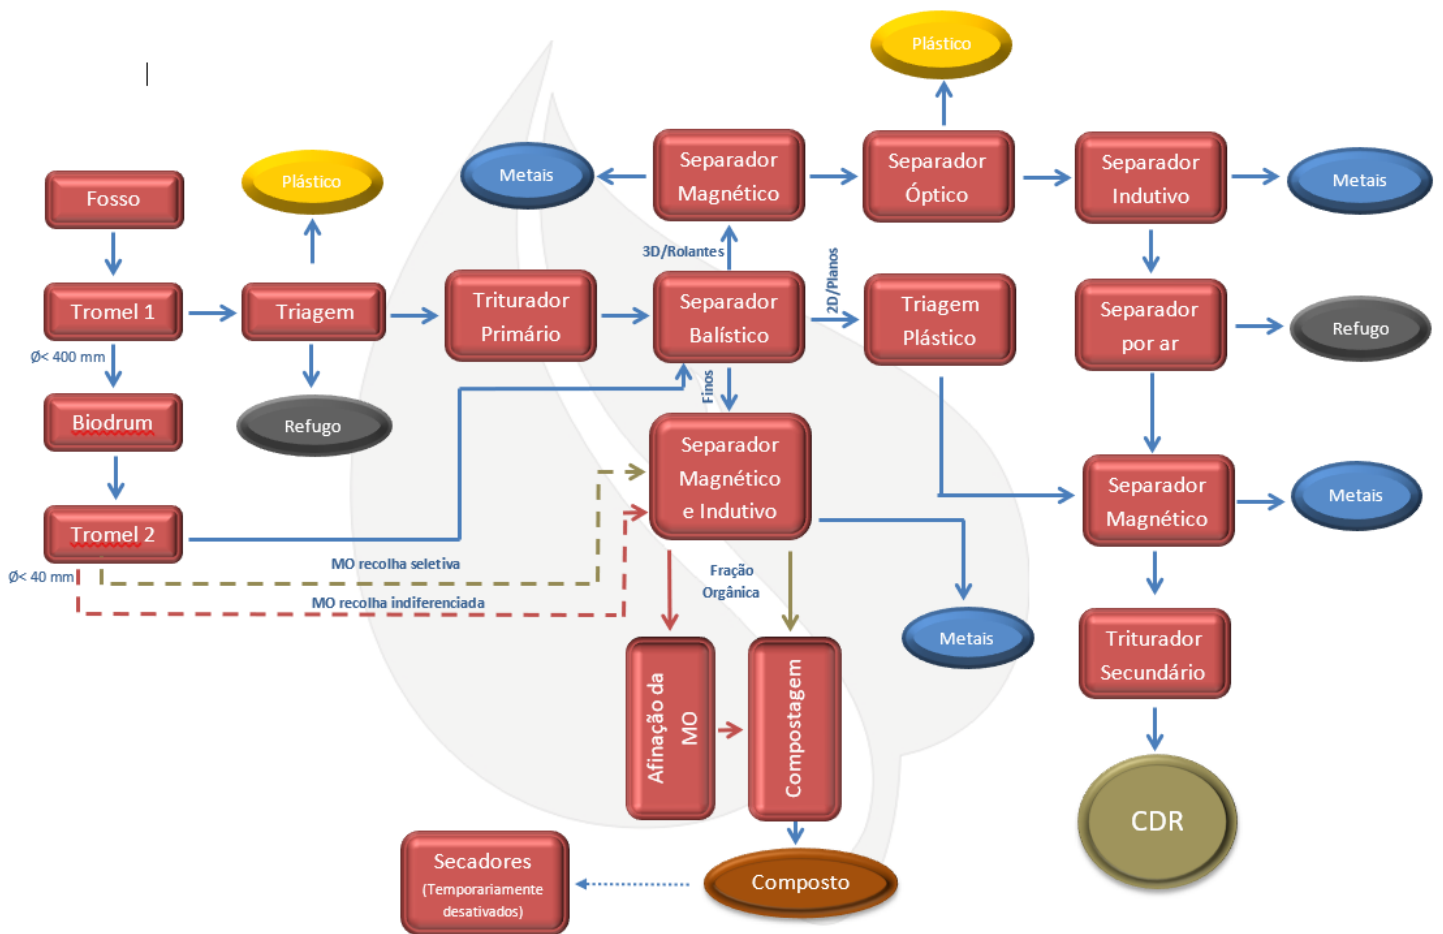 Plástico
Separador
Magnético
Separador
Óptico
Separador
Indutivo
Metais
Metais
Plástico
Fosso
3D/Rolantes
2D/Planos
Tromel 1
Triagem
Triturador
Primário
Separador
Balístico
Triagem
Plástico
Separador
por ar
Refugo
Ø< 400 mm
Finos
Biodrum
Refugo
Separador
Magnético
e Indutivo
Separador
Magnético
Metais
Tromel 2
MO recolha seletiva
Ø< 40 mm
MO recolha indiferenciada
Fração
Orgânica
Metais
Triturador
Secundário
Afinação da
MO
Compostagem
CDR
Secadores
(Temporariamente
desativados)
Composto